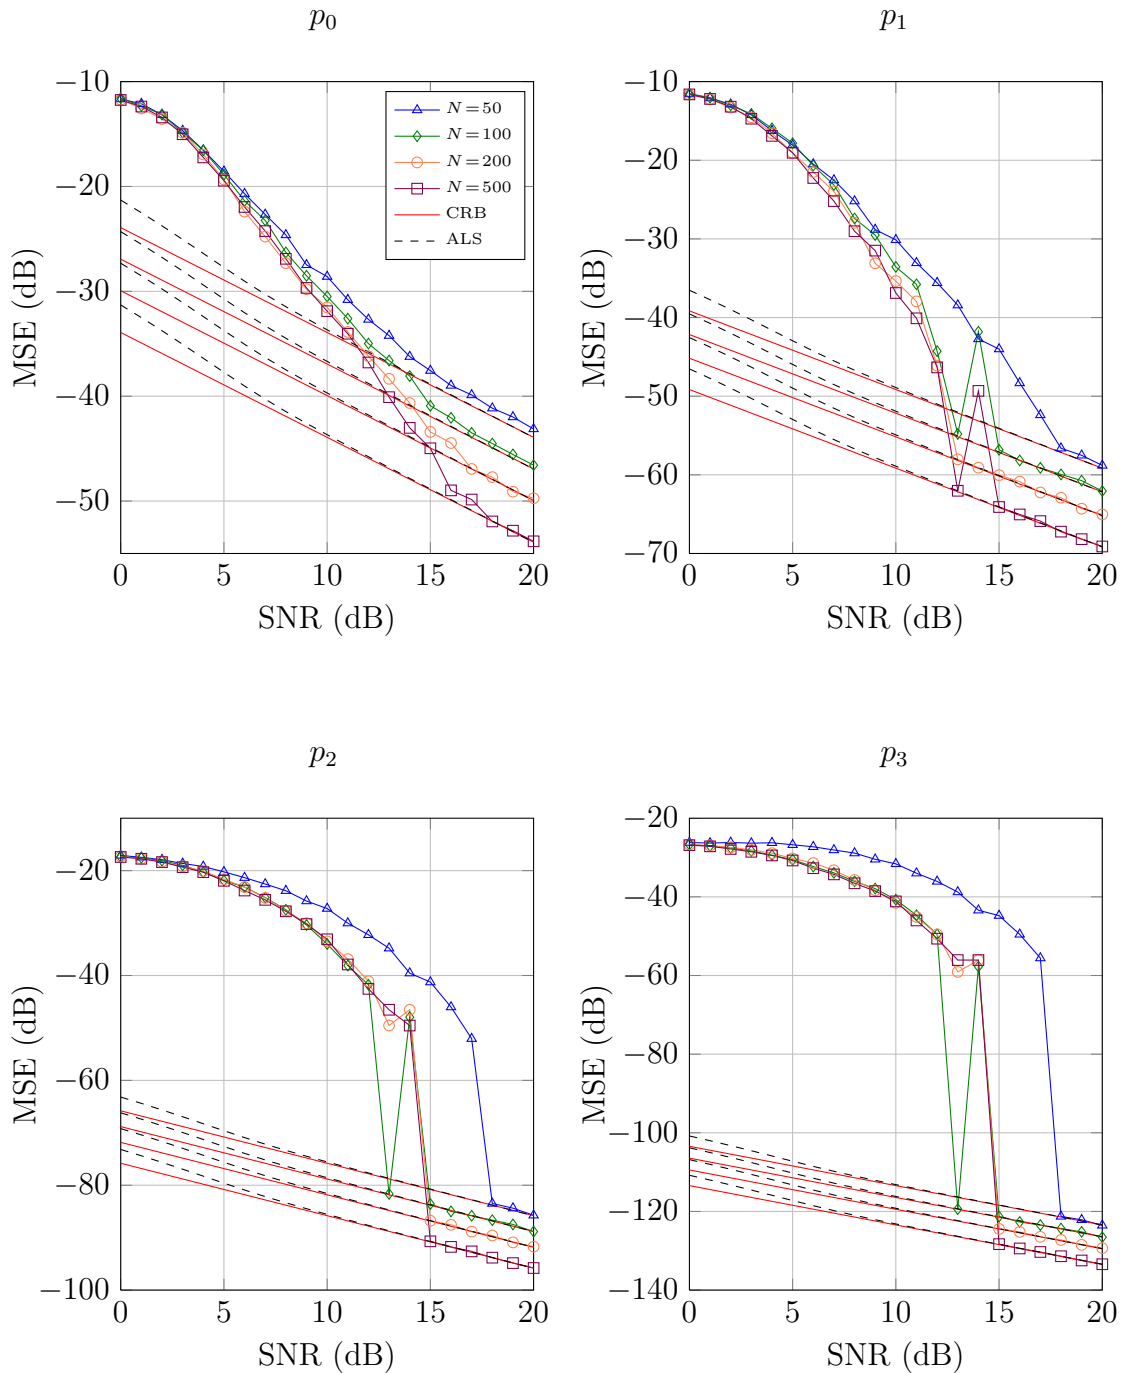 p₀
−10
−20
−30
−40
−50
MSE (dB)
0 5 10 15 20
SNR (dB)
N = 50
N = 100
N = 200
N = 500
CRB
ALS
p₁
−10
−20
−30
−40
−50
−60
−70
MSE (dB)
0 5 10 15 20
SNR (dB)
p₂
−20
−40
−60
−80
−100
MSE (dB)
0 5 10 15 20
SNR (dB)
p₃
−20
−40
−60
−80
−100
−120
−140
MSE (dB)
0 5 10 15 20
SNR (dB)